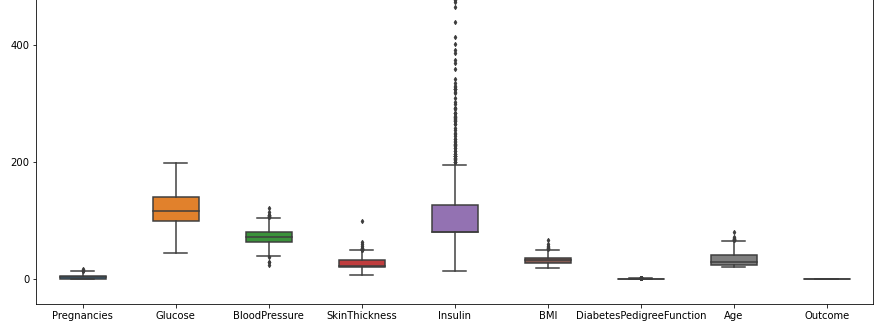 400
200
0
Pregnancies Glucose BloodPressure SkinThickness Insulin BMI DiabetesPedigreeFunction Age Outcome